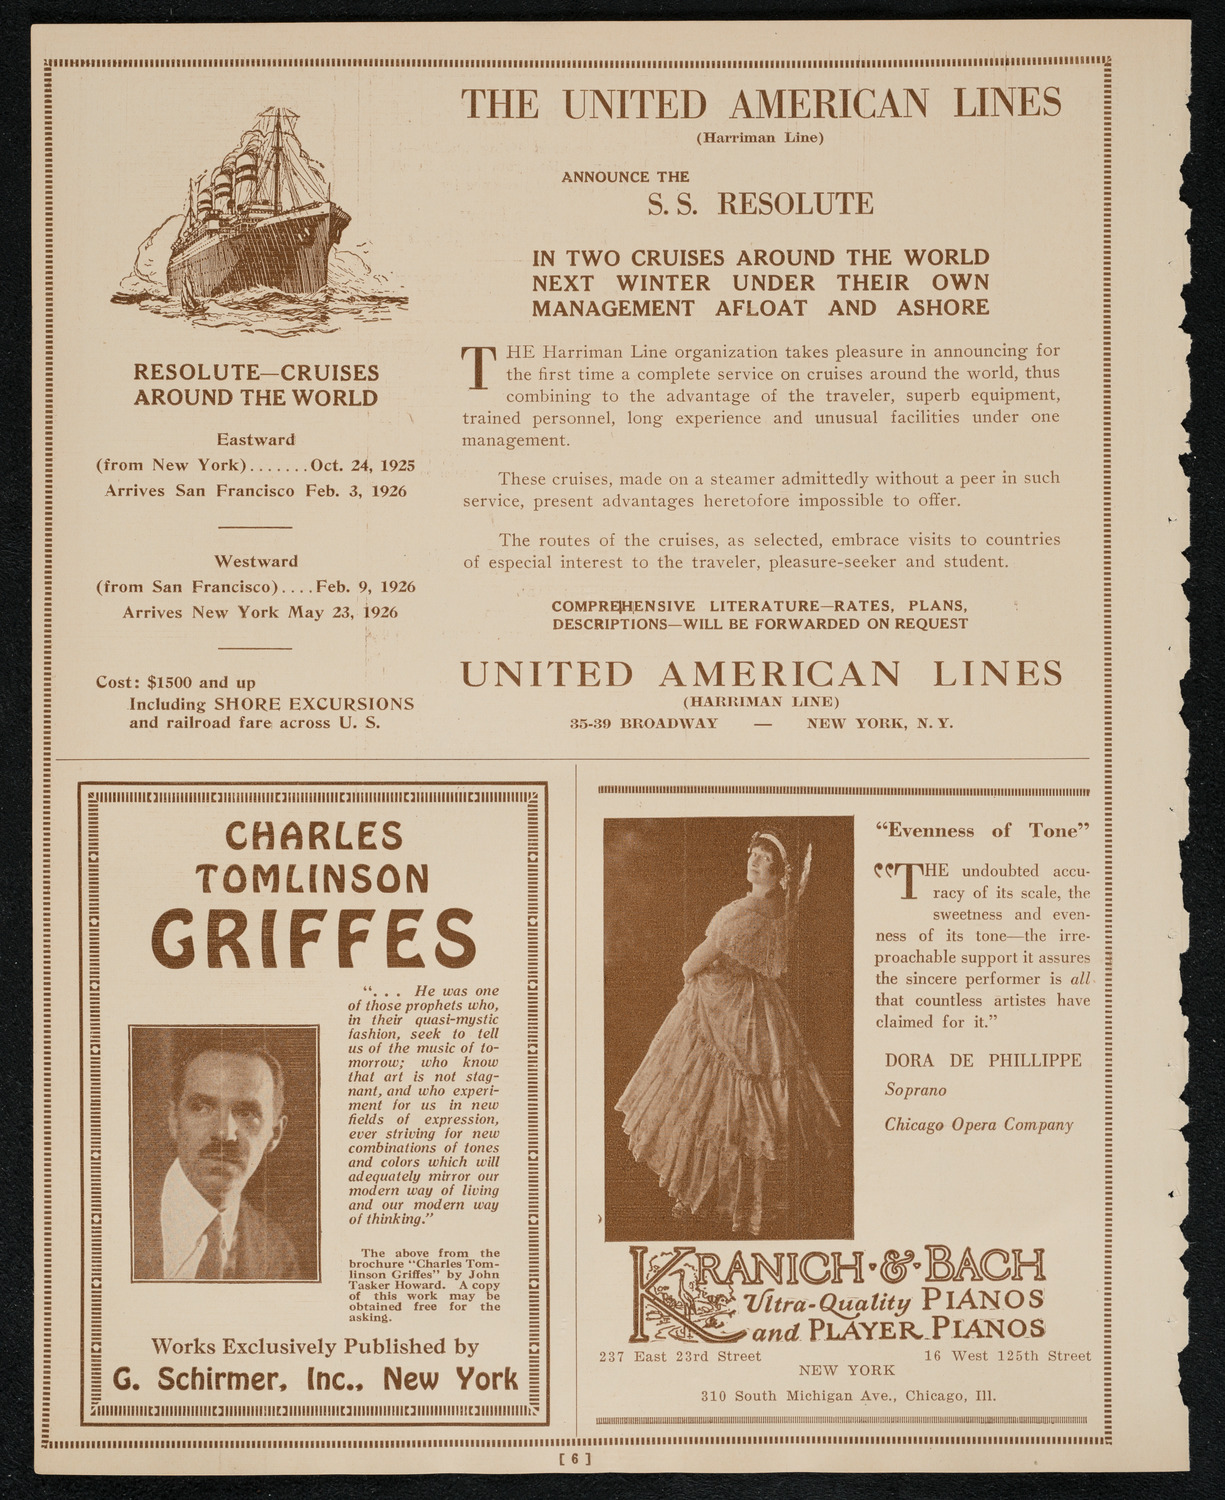 THE UNITED AMERICAN LINES
(Harriman Line)
ANNOUNCE THE
S. S. RESOLUTE
IN TWO CRUISES AROUND THE WORLD
NEXT WINTER UNDER THEIR OWN
MANAGEMENT AFLOAT AND ASHORE
THE Harriman Line organization takes pleasure in announcing for
the first time a complete service on cruises around the world, thus
combining to the advantage of the traveler, superb equipment,
trained personnel, long experience and unusual facilities under one
management.
These cruises, made on a steamer admittedly without a peer in such
service, present advantages heretofore impossible to offer.
The routes of the cruises, as selected, embrace visits to countries
of especial interest to the traveler, pleasure-seeker and student.
COMPREHENSIVE LITERATURE—RATES, PLANS,
DESCRIPTIONS—WILL BE FORWARDED ON REQUEST
UNITED AMERICAN LINES
(HARRIMAN LINE)
35-39 BROADWAY — NEW YORK, N. Y.
RESOLUTE—CRUISES
AROUND THE WORLD
Eastward
(from New York).......Oct. 24, 1925
Arrives San Francisco Feb. 3, 1926
Westward
(from San Francisco)....Feb. 9, 1926
Arrives New York May 23, 1926
Cost: $1500 and up
Including SHORE EXCURSIONS
and railroad fare across U. S.
CHARLES
TOMLINSON
GRIFFES
“. . . He was one
of those prophets who,
in their quasi-mystic
fashion, seek to tell
us of the music of to-
morrow; who know
that art is not stag-
nant, and who experi-
ment for us in new
fields of expression,
ever striving for new
combinations of tones
and colors which will
adequately mirror our
modern way of living
and our modern way
of thinking.”
The above from the
brochure “Charles Tom-
linson Griffes” by John
Tasker Howard. A copy
of this work may be
obtained free for the
asking.
Works Exclusively Published by
G. Schirmer, Inc., New York
“Evenness of Tone”
“THE undoubted accu-
racy of its scale, the
sweetness and even-
ness of its tone—the irre-
proachable support it assures
the sincere performer is all
that countless artistes have
claimed for it.”
DORA DE PHILLIPPE
Soprano
Chicago Opera Company
KRANICH·&·BACH
Ultra-Quality PIANOS
and PLAYER PIANOS
237 East 23rd Street 16 West 125th Street
NEW YORK
310 South Michigan Ave., Chicago, Ill.
[ 6 ]